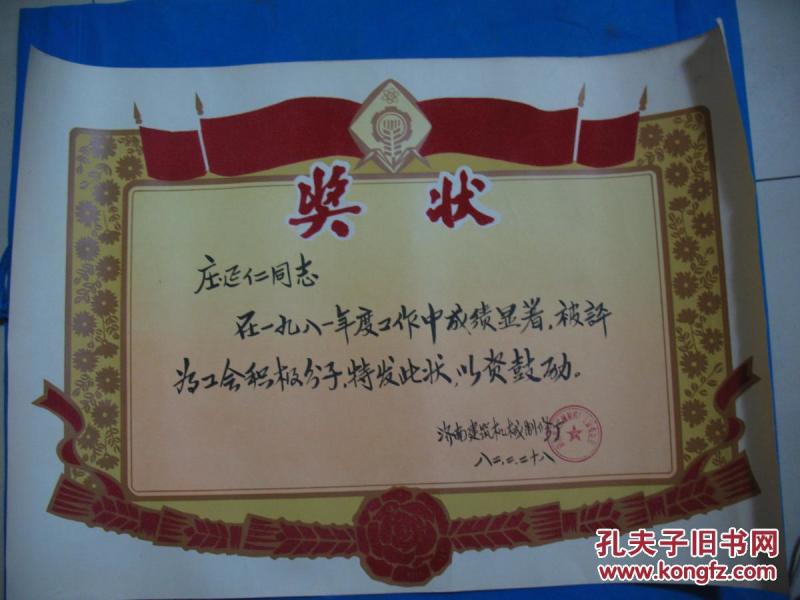 奖状
庄延仁同志
在一九八一年度工作中成绩显著，被評
为工会积极分子，特发此状，以资鼓励。
济南建筑机械制修厂
八二.二.二十八
孔夫子旧书网
www.kongfz.com